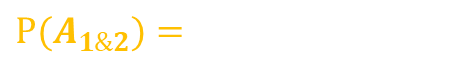 P(A₁&₂) =